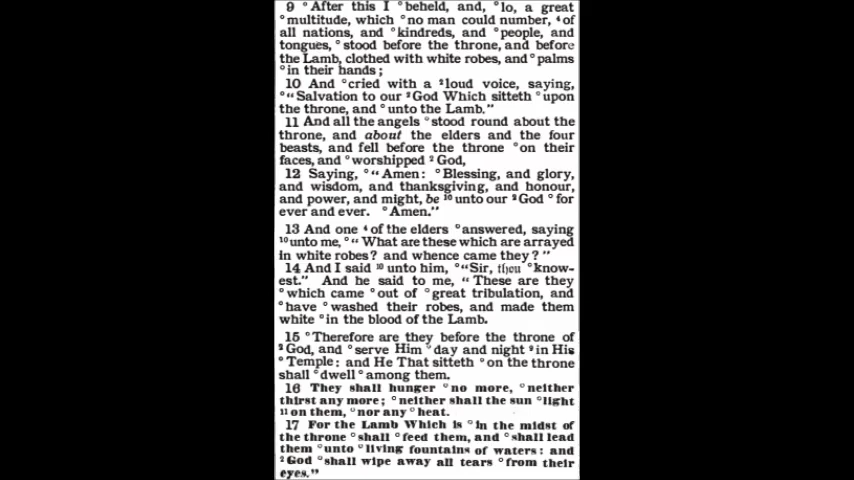 9 °After this I °beheld, and, °lo, a great
°multitude, which °no man could number, ⁴of
all nations, and °kindreds, and °people, and
tongues, °stood before the throne, and before
the Lamb, clothed with white robes, and °palms
°in their hands;
10 And °cried with a ²loud voice, saying,
°"Salvation to our ²God Which sitteth °upon
the throne, and °unto the Lamb."
11 And all the angels °stood round about the
throne, and about the elders and the four
beasts, and fell before the throne °on their
faces, and °worshipped ²God,
12 Saying, °"Amen: °Blessing, and glory,
and wisdom, and thanksgiving, and honour,
and power, and might, be ¹⁰unto our ²God °for
ever and ever. °Amen."
13 And one ⁴of the elders °answered, saying
¹⁰unto me, °"What are these which are arrayed
in white robes? and whence came they?"
14 And I said ¹⁰unto him, °"Sir, thou °know-
est." And he said to me, "These are they
°which came °out of °great tribulation, and
°have °washed their robes, and made them
white °in the blood of the Lamb.
15 °Therefore are they before the throne of
²God, and °serve Him °day and night ⁹in His
°Temple: and He That sitteth °on the throne
shall °dwell °among them.
16 They shall hunger °no more, °neither
thirst any more; °neither shall the sun °light
¹¹on them, °nor any °heat.
17 For the Lamb Which is °in the midst of
the throne °shall °feed them, and °shall lead
them °unto °living fountains of waters: and
²God °shall wipe away all tears °from their
eyes."